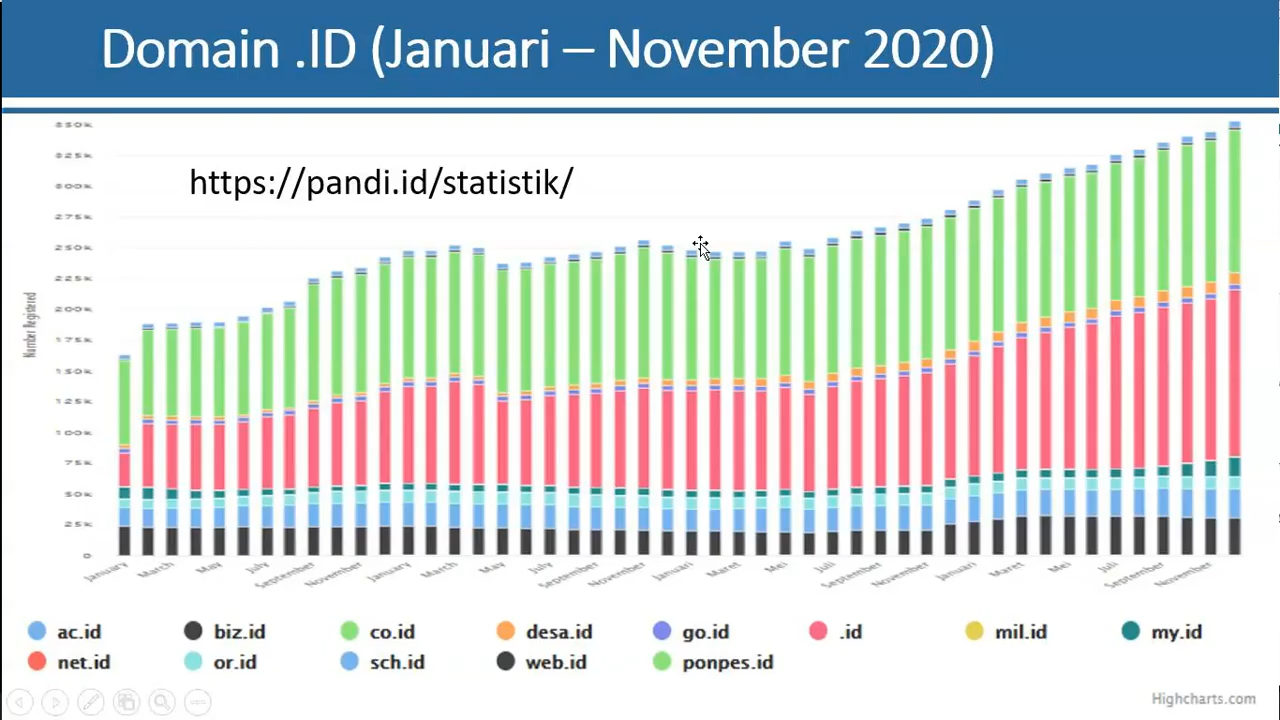 Domain .ID (Januari – November 2020)
350k
325k
https://pandi.id/statistik/
300k
275k
250k
225k
200k
175k
150k
125k
100k
75k
50k
25k
0
Number Registered
January March May July September November January March May July September November Januari Maret Mei Juli September November Januari Maret Mei Juli September November
ac.id biz.id co.id desa.id go.id .id mil.id my.id
net.id or.id sch.id web.id ponpes.id
Highcharts.com